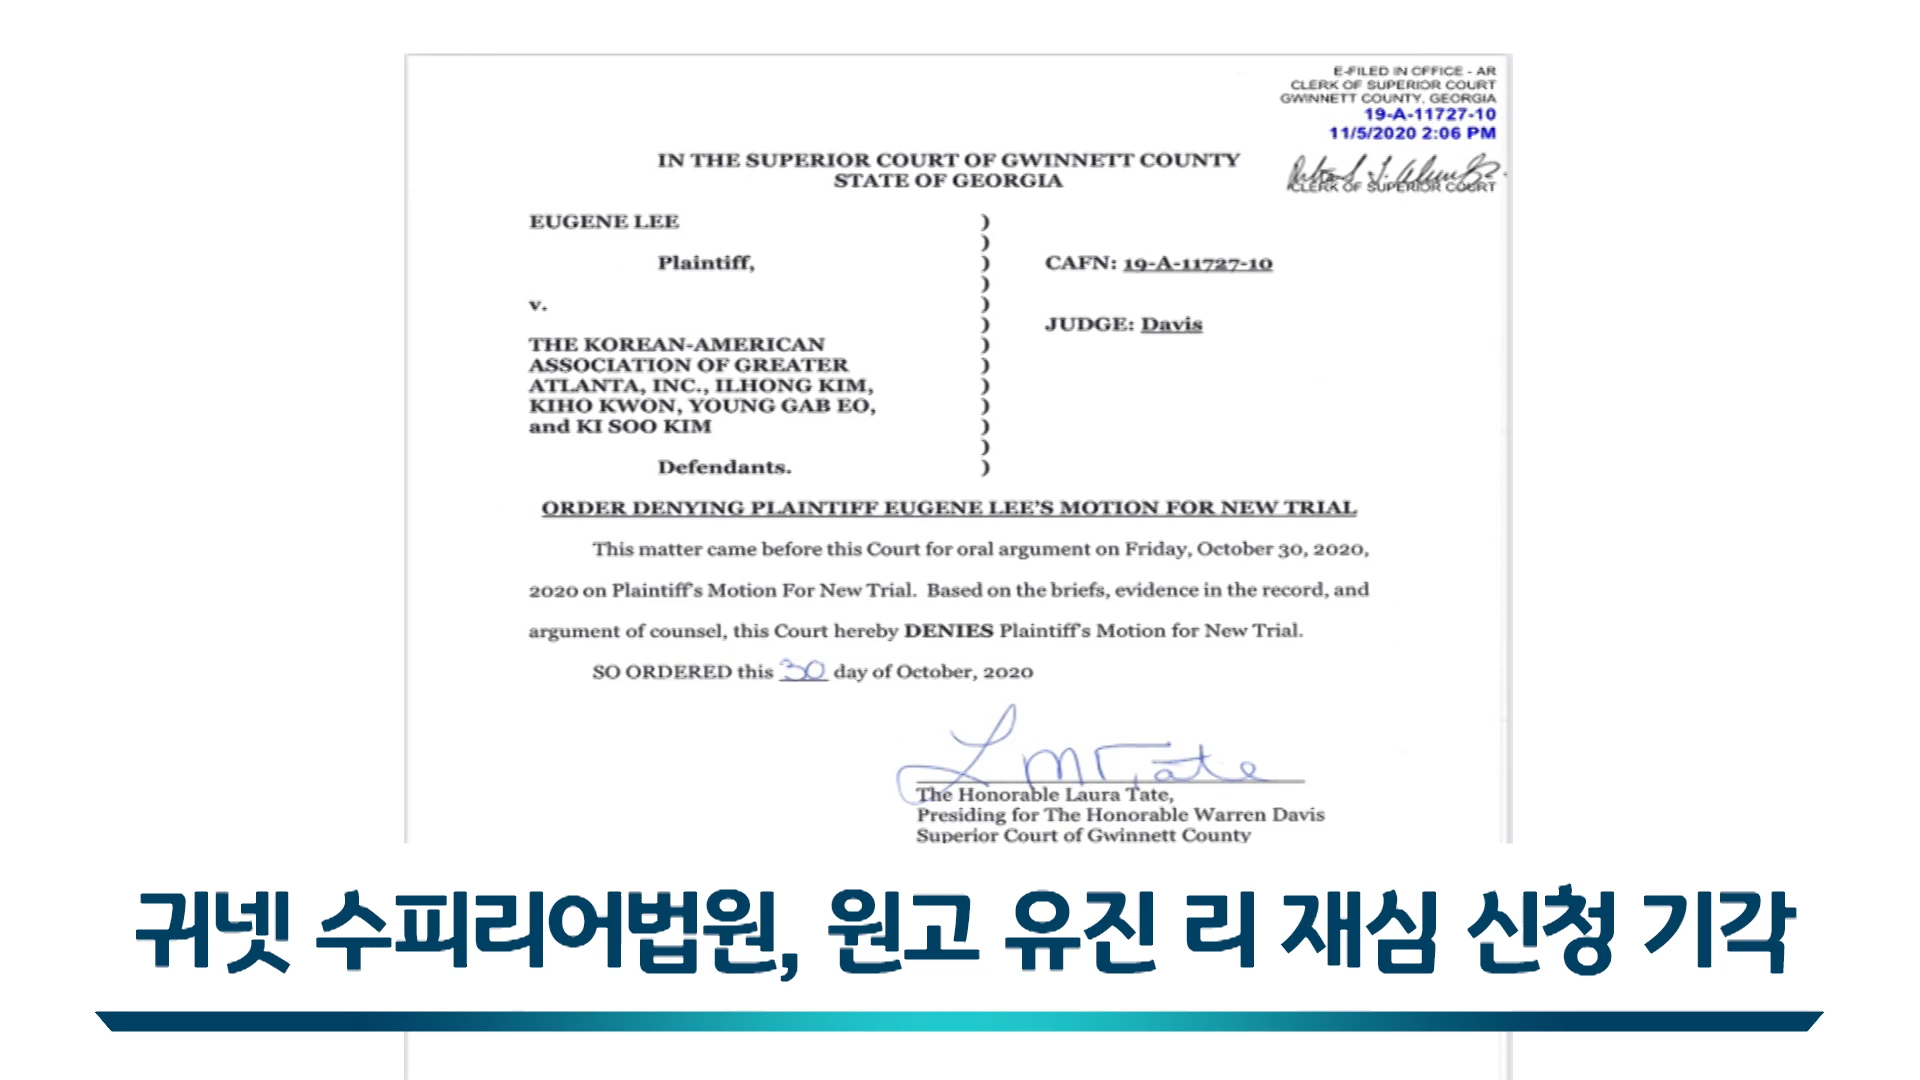 E-FILED IN OFFICE - AR
CLERK OF SUPERIOR COURT
GWINNETT COUNTY, GEORGIA
19-A-11727-10
11/5/2020 2:06 PM
CLERK OF SUPERIOR COURT
IN THE SUPERIOR COURT OF GWINNETT COUNTY
STATE OF GEORGIA
EUGENE LEE )
)
Plaintiff, ) CAFN: 19-A-11727-10
)
v. )
) JUDGE: Davis
THE KOREAN-AMERICAN )
ASSOCIATION OF GREATER )
ATLANTA, INC., ILHONG KIM, )
KIHO KWON, YOUNG GAB EO, )
and KI SOO KIM )
)
Defendants. )
ORDER DENYING PLAINTIFF EUGENE LEE'S MOTION FOR NEW TRIAL
This matter came before this Court for oral argument on Friday, October 30, 2020,
2020 on Plaintiff's Motion For New Trial. Based on the briefs, evidence in the record, and
argument of counsel, this Court hereby DENIES Plaintiff's Motion for New Trial.
SO ORDERED this 30 day of October, 2020
L M Tate
The Honorable Laura Tate,
Presiding for The Honorable Warren Davis
Superior Court of Gwinnett County
귀넷 수피리어법원, 원고 유진 리 재심 신청 기각